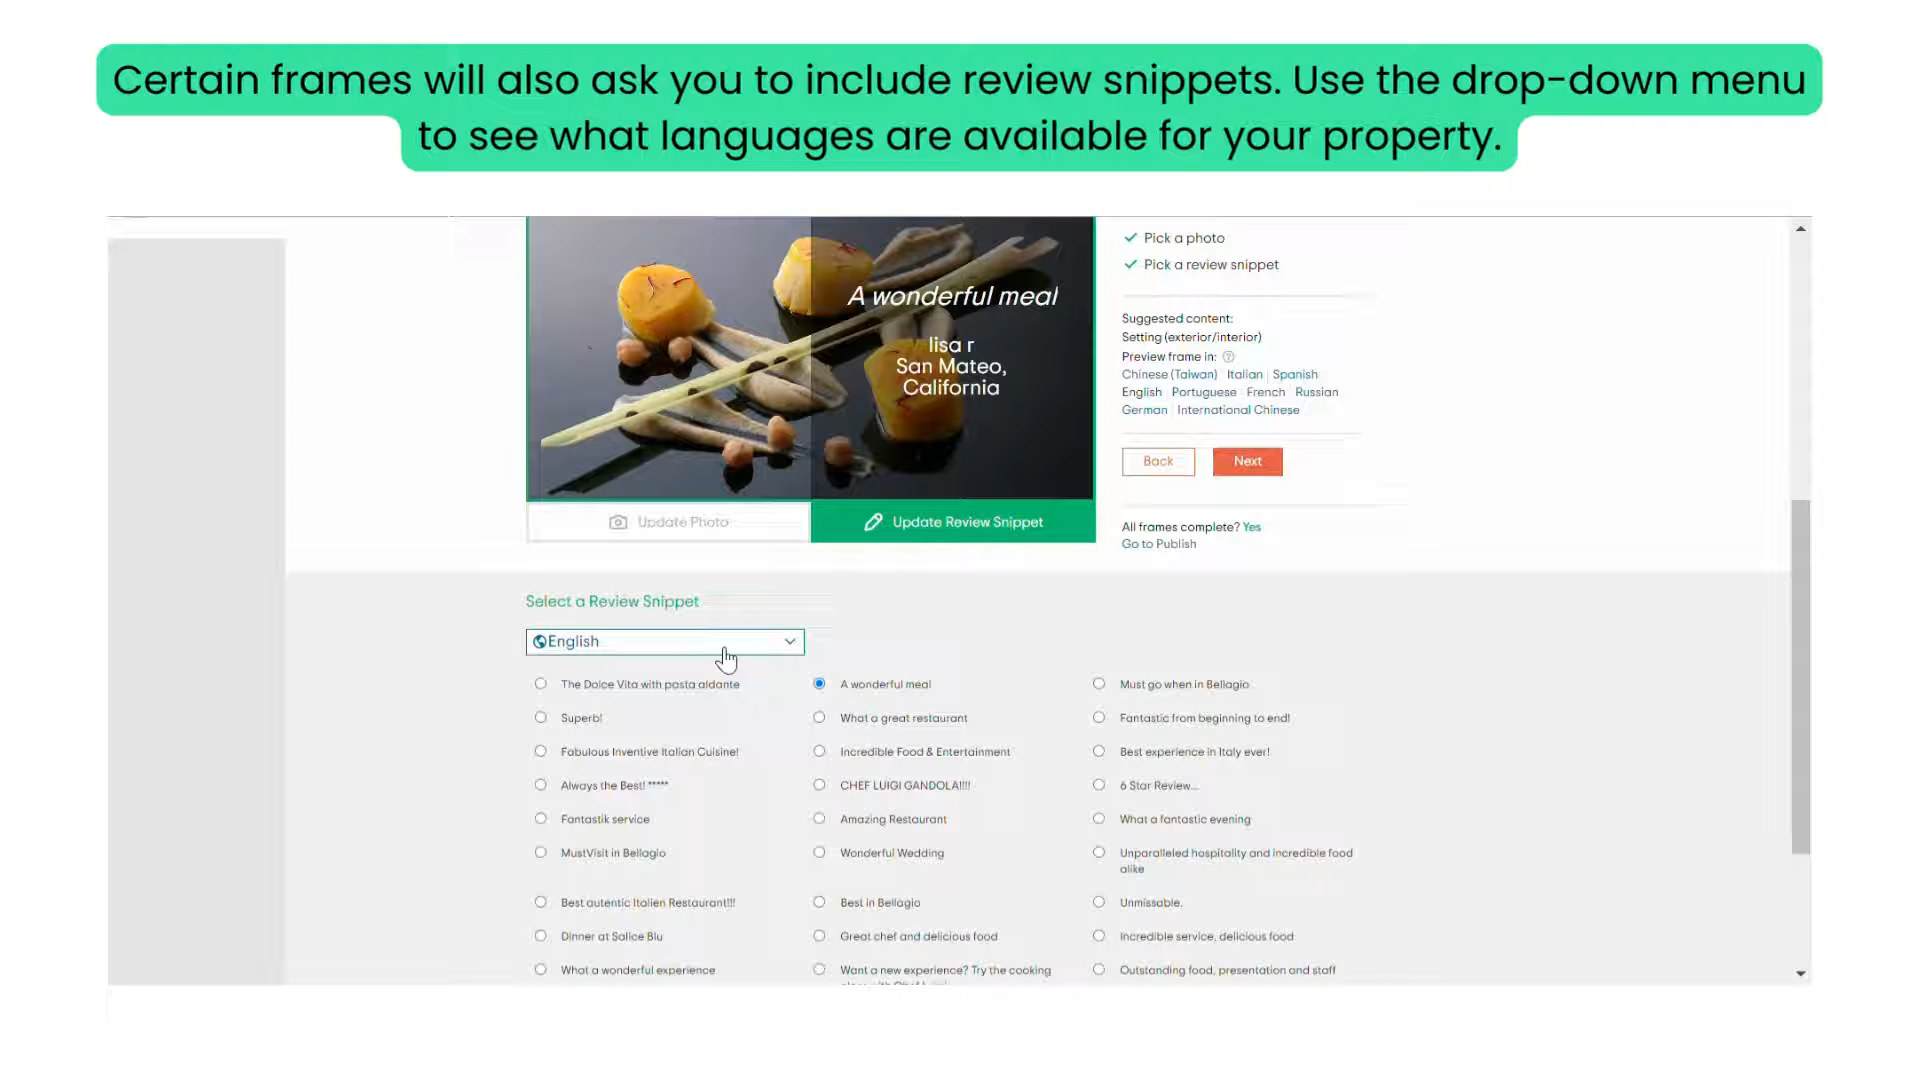 Certain frames will also ask you to include review snippets. Use the drop-down menu
to see what languages are available for your property.
A wonderful meal
lisa r
San Mateo,
California
Update Photo
Update Review Snippet
Pick a photo
Pick a review snippet
Suggested content:
Setting (exterior/interior)
Preview frame in:
Chinese (Taiwan) Italian Spanish
English Portuguese French Russian
German International Chinese
Back Next
All frames complete? Yes
Go to Publish
Select a Review Snippet
English
The Dolce Vita with pasta aldante
A wonderful meal
Must go when in Bellagio
Superb!
What a great restaurant
Fantastic from beginning to end!
Fabulous Inventive Italian Cuisine!
Incredible Food & Entertainment
Best experience in Italy ever!
Always the Best! *****
CHEF LUIGI GANDOLA!!!!
6 Star Review...
Fantastik service
Amazing Restaurant
What a fantastic evening
MustVisit in Bellagio
Wonderful Wedding
Unparalleled hospitality and incredible food
alike
Best autentic Italien Restaurant!!!
Best in Bellagio
Unmissable.
Dinner at Salice Blu
Great chef and delicious food
Incredible service, delicious food
What a wonderful experience
Want a new experience? Try the cooking
Outstanding food, presentation and staff